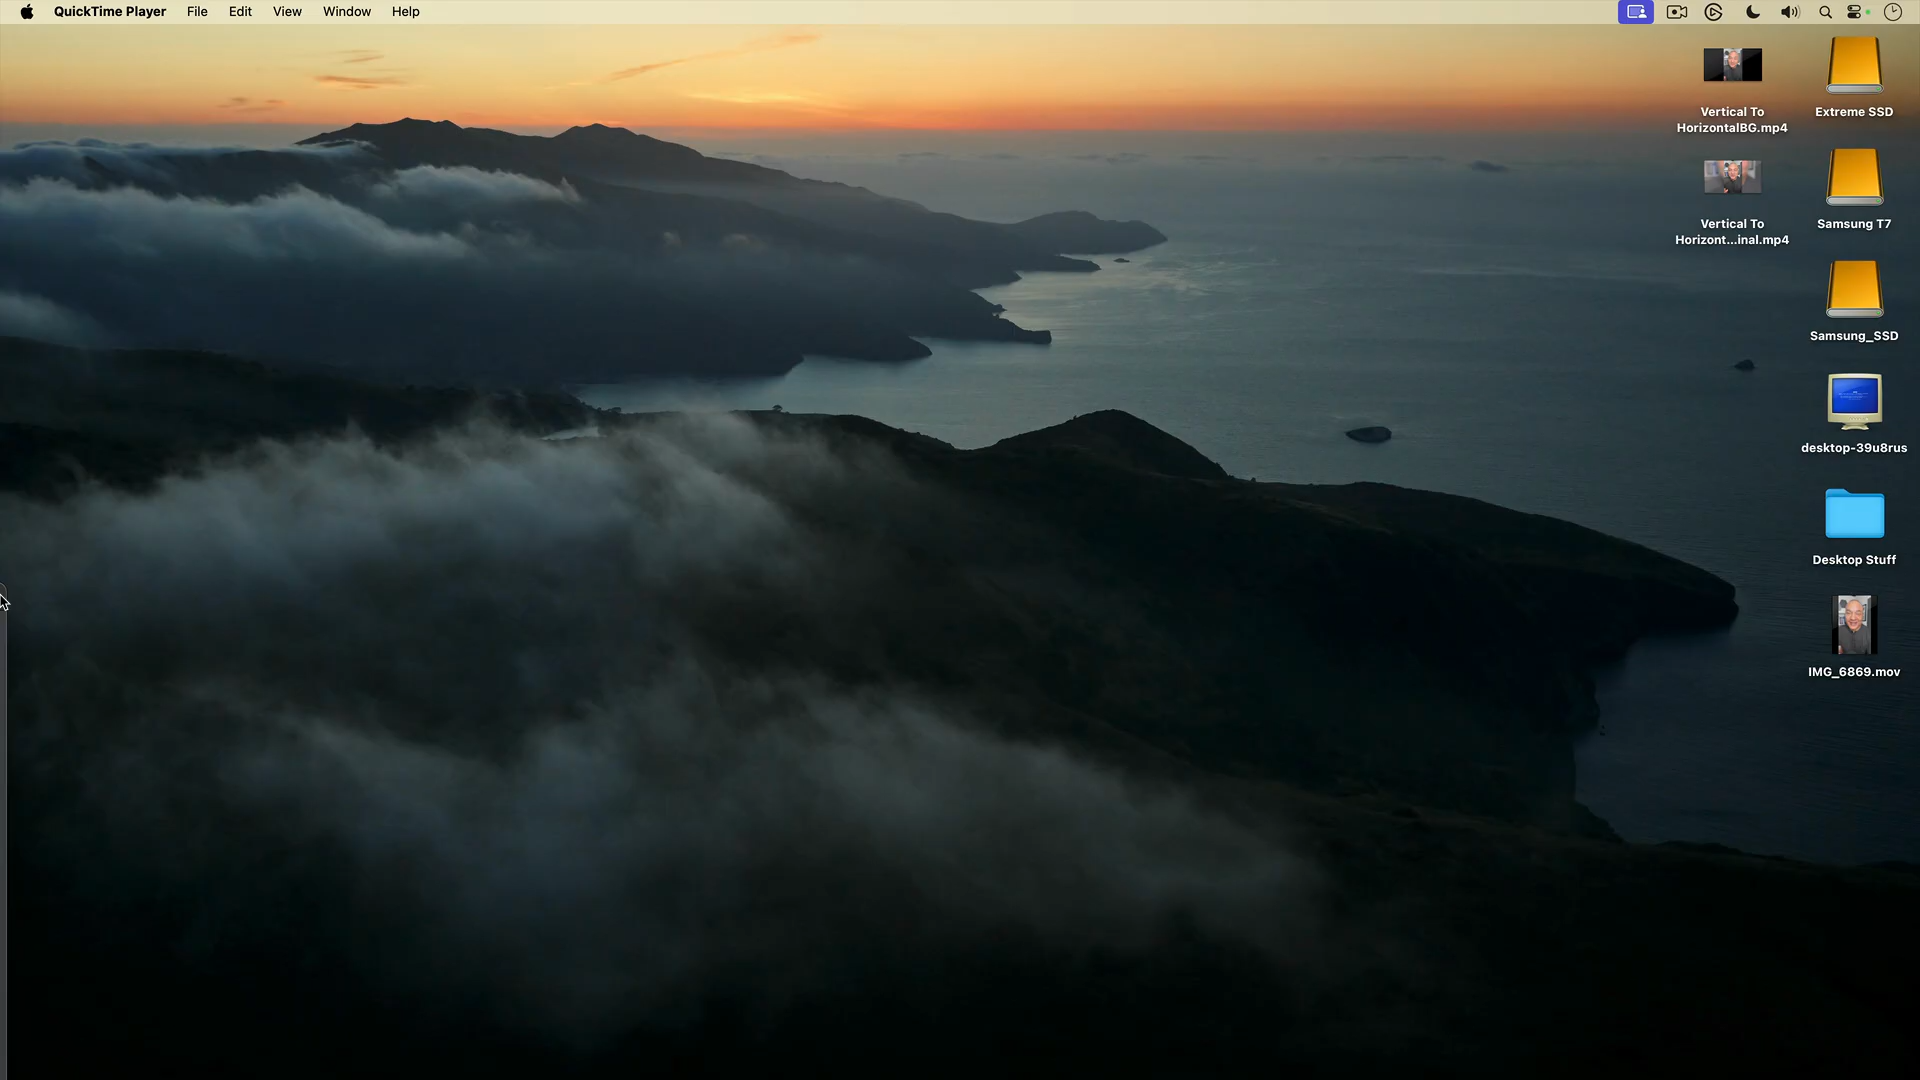 QuickTime Player File Edit View Window Help
Vertical To
HorizontalBG.mp4
Extreme SSD
Vertical To
Horizont...inal.mp4
Samsung T7
Samsung_SSD
desktop-39u8rus
Desktop Stuff
IMG_6869.mov